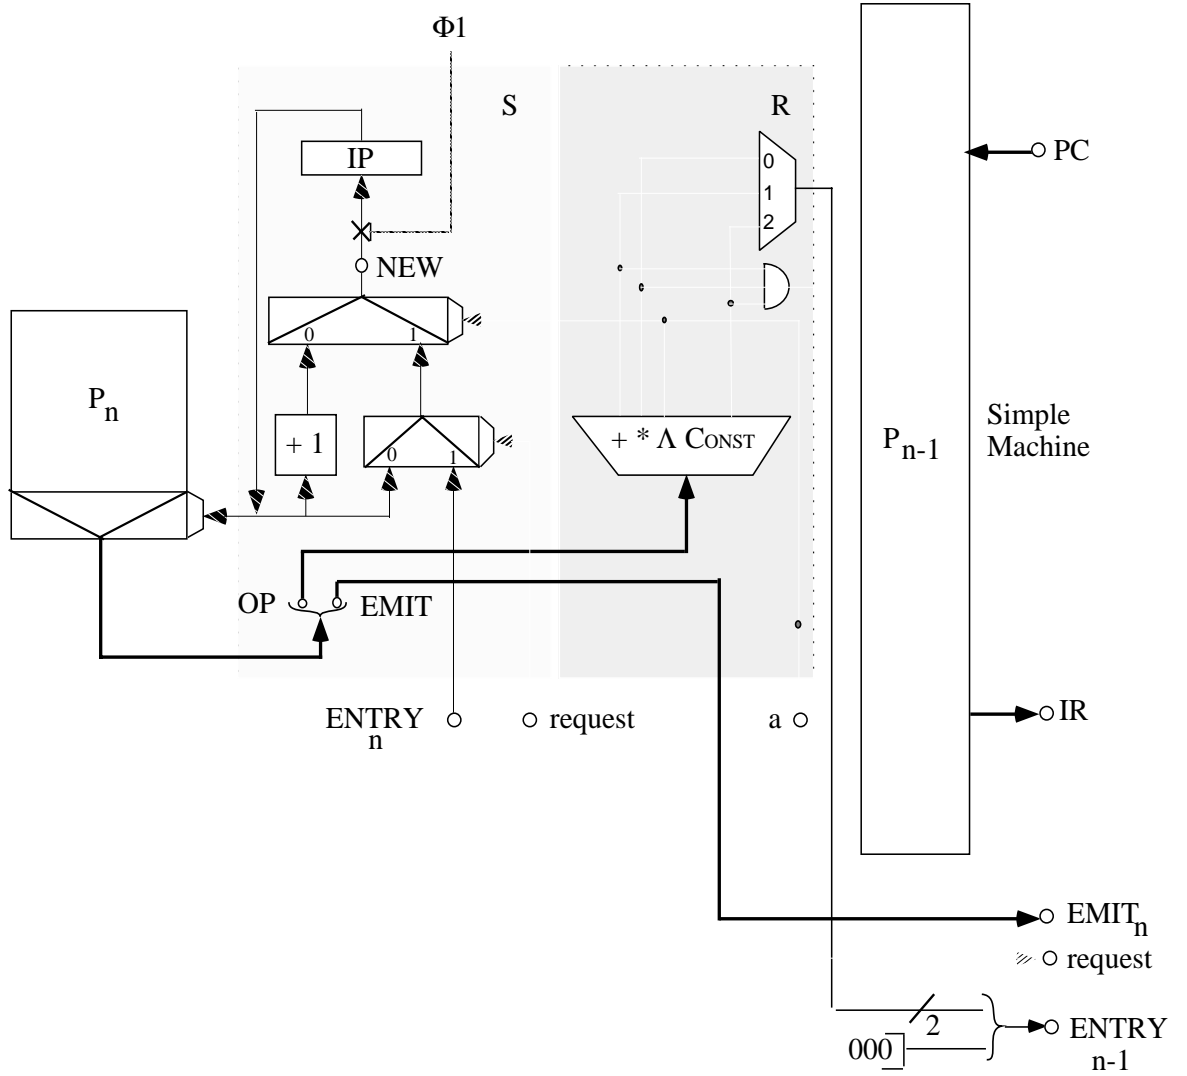 Φ1
S
R
IP
0
1
2
PC
NEW
0 1
P n
+ 1
0 1
+ * Λ CONST
P n-1
Simple
Machine
OP
EMIT
ENTRY
n
request
a
IR
EMIT n
request
2
000
ENTRY
n-1